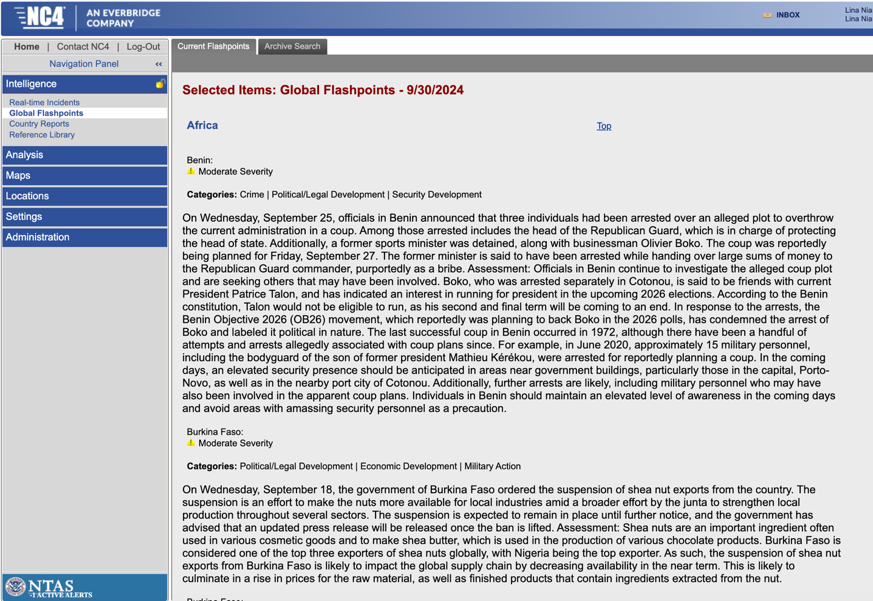 NC4
AN EVERBRIDGE
COMPANY
INBOX
Lina Nia
Lina Nia
Home | Contact NC4 | Log-Out
Navigation Panel «
Current Flashpoints
Archive Search
Intelligence
Real-time Incidents
Global Flashpoints
Country Reports
Reference Library
Analysis
Maps
Locations
Settings
Administration
NTAS
ACTIVE ALERTS
Selected Items: Global Flashpoints - 9/30/2024
Africa
Top
Benin:
Moderate Severity
Categories: Crime | Political/Legal Development | Security Development
On Wednesday, September 25, officials in Benin announced that three individuals had been arrested over an alleged plot to overthrow
the current administration in a coup. Among those arrested includes the head of the Republican Guard, which is in charge of protecting
the head of state. Additionally, a former sports minister was detained, along with businessman Olivier Boko. The coup was reportedly
being planned for Friday, September 27. The former minister is said to have been arrested while handing over large sums of money to
the Republican Guard commander, purportedly as a bribe. Assessment: Officials in Benin continue to investigate the alleged coup plot
and are seeking others that may have been involved. Boko, who was arrested separately in Cotonou, is said to be friends with current
President Patrice Talon, and has indicated an interest in running for president in the upcoming 2026 elections. According to the Benin
constitution, Talon would not be eligible to run, as his second and final term will be coming to an end. In response to the arrests, the
Benin Objective 2026 (OB26) movement, which reportedly was planning to back Boko in the 2026 polls, has condemned the arrest of
Boko and labeled it political in nature. The last successful coup in Benin occurred in 1972, although there have been a handful of
attempts and arrests allegedly associated with coup plans since. For example, in June 2020, approximately 15 military personnel,
including the bodyguard of the son of former president Mathieu Kérékou, were arrested for reportedly planning a coup. In the coming
days, an elevated security presence should be anticipated in areas near government buildings, particularly those in the capital, Porto-
Novo, as well as in the nearby port city of Cotonou. Additionally, further arrests are likely, including military personnel who may have
also been involved in the apparent coup plans. Individuals in Benin should maintain an elevated level of awareness in the coming days
and avoid areas with amassing security personnel as a precaution.
Burkina Faso:
Moderate Severity
Categories: Political/Legal Development | Economic Development | Military Action
On Wednesday, September 18, the government of Burkina Faso ordered the suspension of shea nut exports from the country. The
suspension is an effort to make the nuts more available for local industries amid a broader effort by the junta to strengthen local
production throughout several sectors. The suspension is expected to remain in place until further notice, and the government has
advised that an updated press release will be released once the ban is lifted. Assessment: Shea nuts are an important ingredient often
used in various cosmetic goods and to make shea butter, which is used in the production of various chocolate products. Burkina Faso is
considered one of the top three exporters of shea nuts globally, with Nigeria being the top exporter. As such, the suspension of shea nut
exports from Burkina Faso is likely to impact the global supply chain by decreasing availability in the near term. This is likely to
culminate in a rise in prices for the raw material, as well as finished products that contain ingredients extracted from the nut.